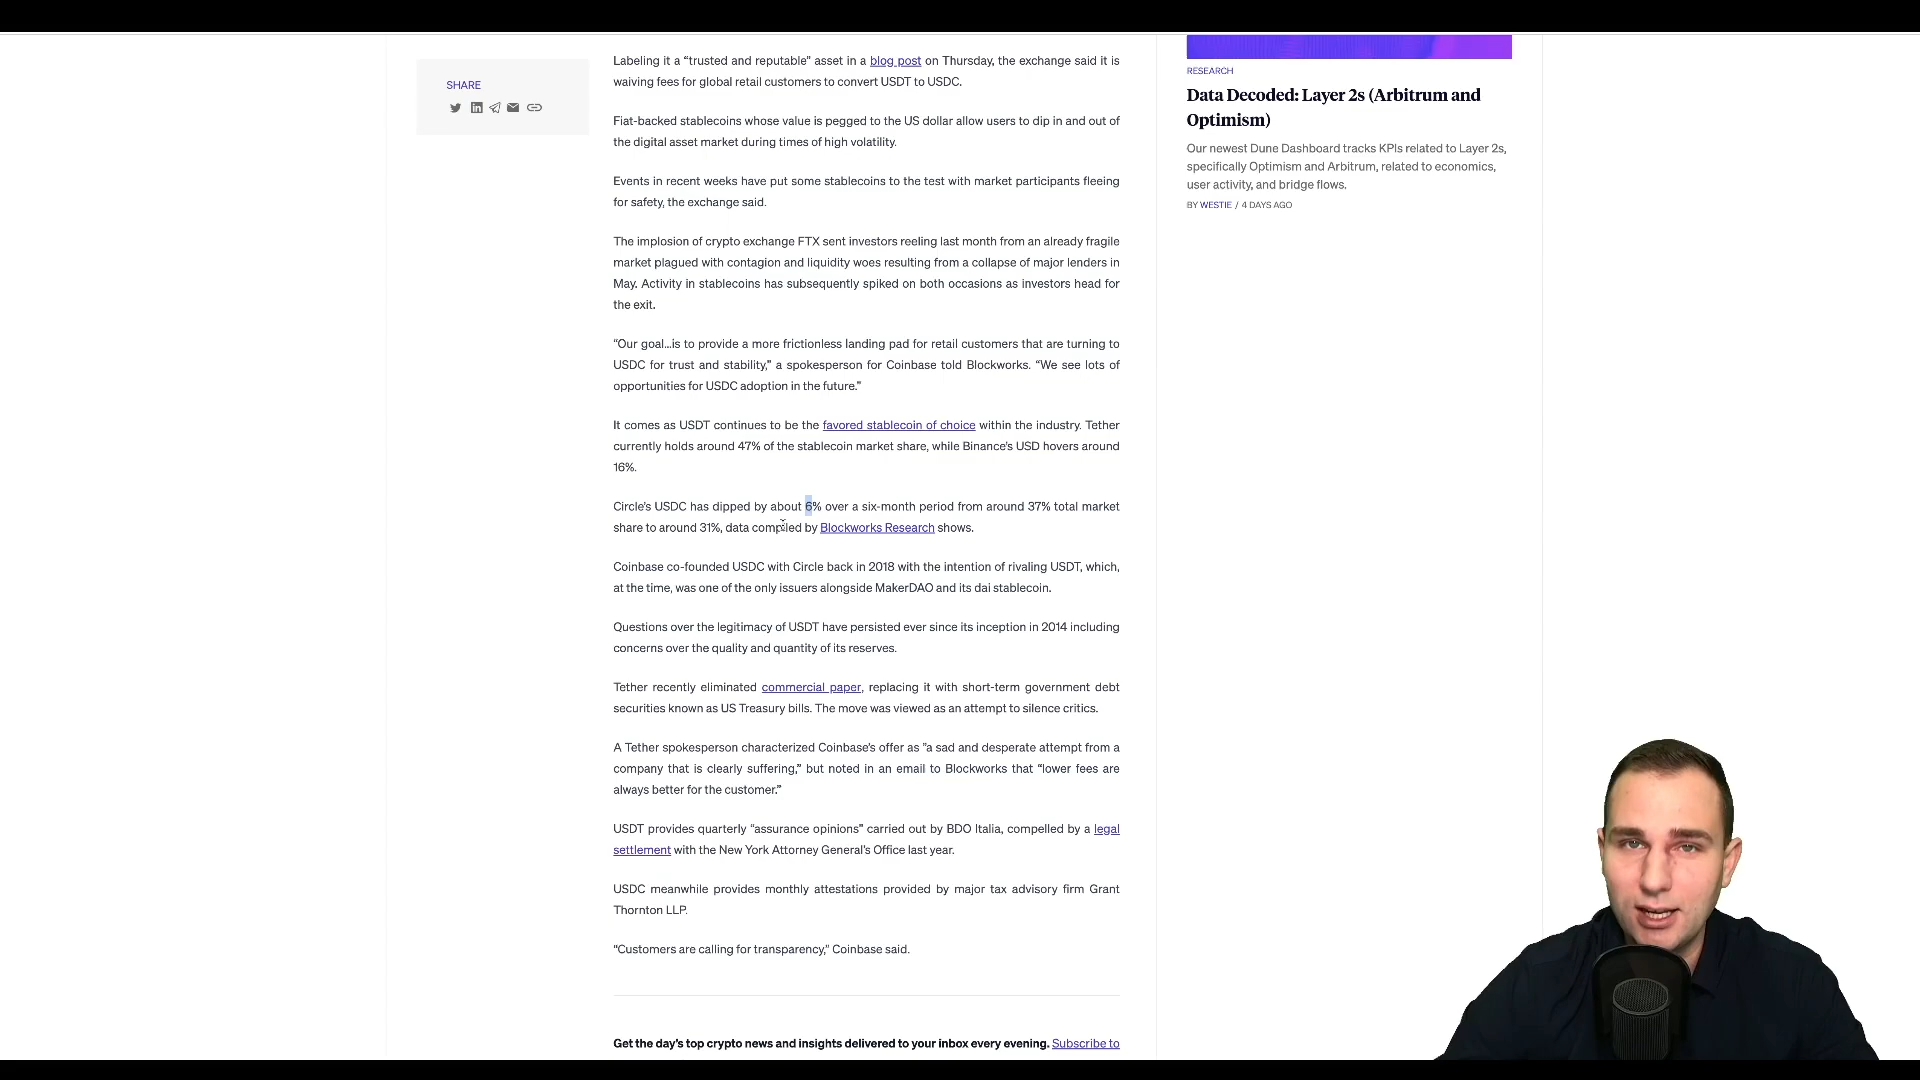 SHARE
Labeling it a “trusted and reputable” asset in a blog post on Thursday, the exchange said it is
waiving fees for global retail customers to convert USDT to USDC.
Fiat-backed stablecoins whose value is pegged to the US dollar allow users to dip in and out of
the digital asset market during times of high volatility.
Events in recent weeks have put some stablecoins to the test with market participants fleeing
for safety, the exchange said.
The implosion of crypto exchange FTX sent investors reeling last month from an already fragile
market plagued with contagion and liquidity woes resulting from a collapse of major lenders in
May. Activity in stablecoins has subsequently spiked on both occasions as investors head for
the exit.
“Our goal...is to provide a more frictionless landing pad for retail customers that are turning to
USDC for trust and stability,” a spokesperson for Coinbase told Blockworks. “We see lots of
opportunities for USDC adoption in the future.”
It comes as USDT continues to be the favored stablecoin of choice within the industry. Tether
currently holds around 47% of the stablecoin market share, while Binance’s USD hovers around
16%.
Circle’s USDC has dipped by about 6% over a six-month period from around 37% total market
share to around 31%, data compiled by Blockworks Research shows.
Coinbase co-founded USDC with Circle back in 2018 with the intention of rivaling USDT, which,
at the time, was one of the only issuers alongside MakerDAO and its dai stablecoin.
Questions over the legitimacy of USDT have persisted ever since its inception in 2014 including
concerns over the quality and quantity of its reserves.
Tether recently eliminated commercial paper, replacing it with short-term government debt
securities known as US Treasury bills. The move was viewed as an attempt to silence critics.
A Tether spokesperson characterized Coinbase’s offer as ”a sad and desperate attempt from a
company that is clearly suffering,” but noted in an email to Blockworks that “lower fees are
always better for the customer.”
USDT provides quarterly “assurance opinions” carried out by BDO Italia, compelled by a legal
settlement with the New York Attorney General’s Office last year.
USDC meanwhile provides monthly attestations provided by major tax advisory firm Grant
Thornton LLP.
“Customers are calling for transparency,” Coinbase said.
Get the day’s top crypto news and insights delivered to your inbox every evening. Subscribe to
RESEARCH
Data Decoded: Layer 2s (Arbitrum and
Optimism)
Our newest Dune Dashboard tracks KPIs related to Layer 2s,
specifically Optimism and Arbitrum, related to economics,
user activity, and bridge flows.
BY WESTIE / 4 DAYS AGO